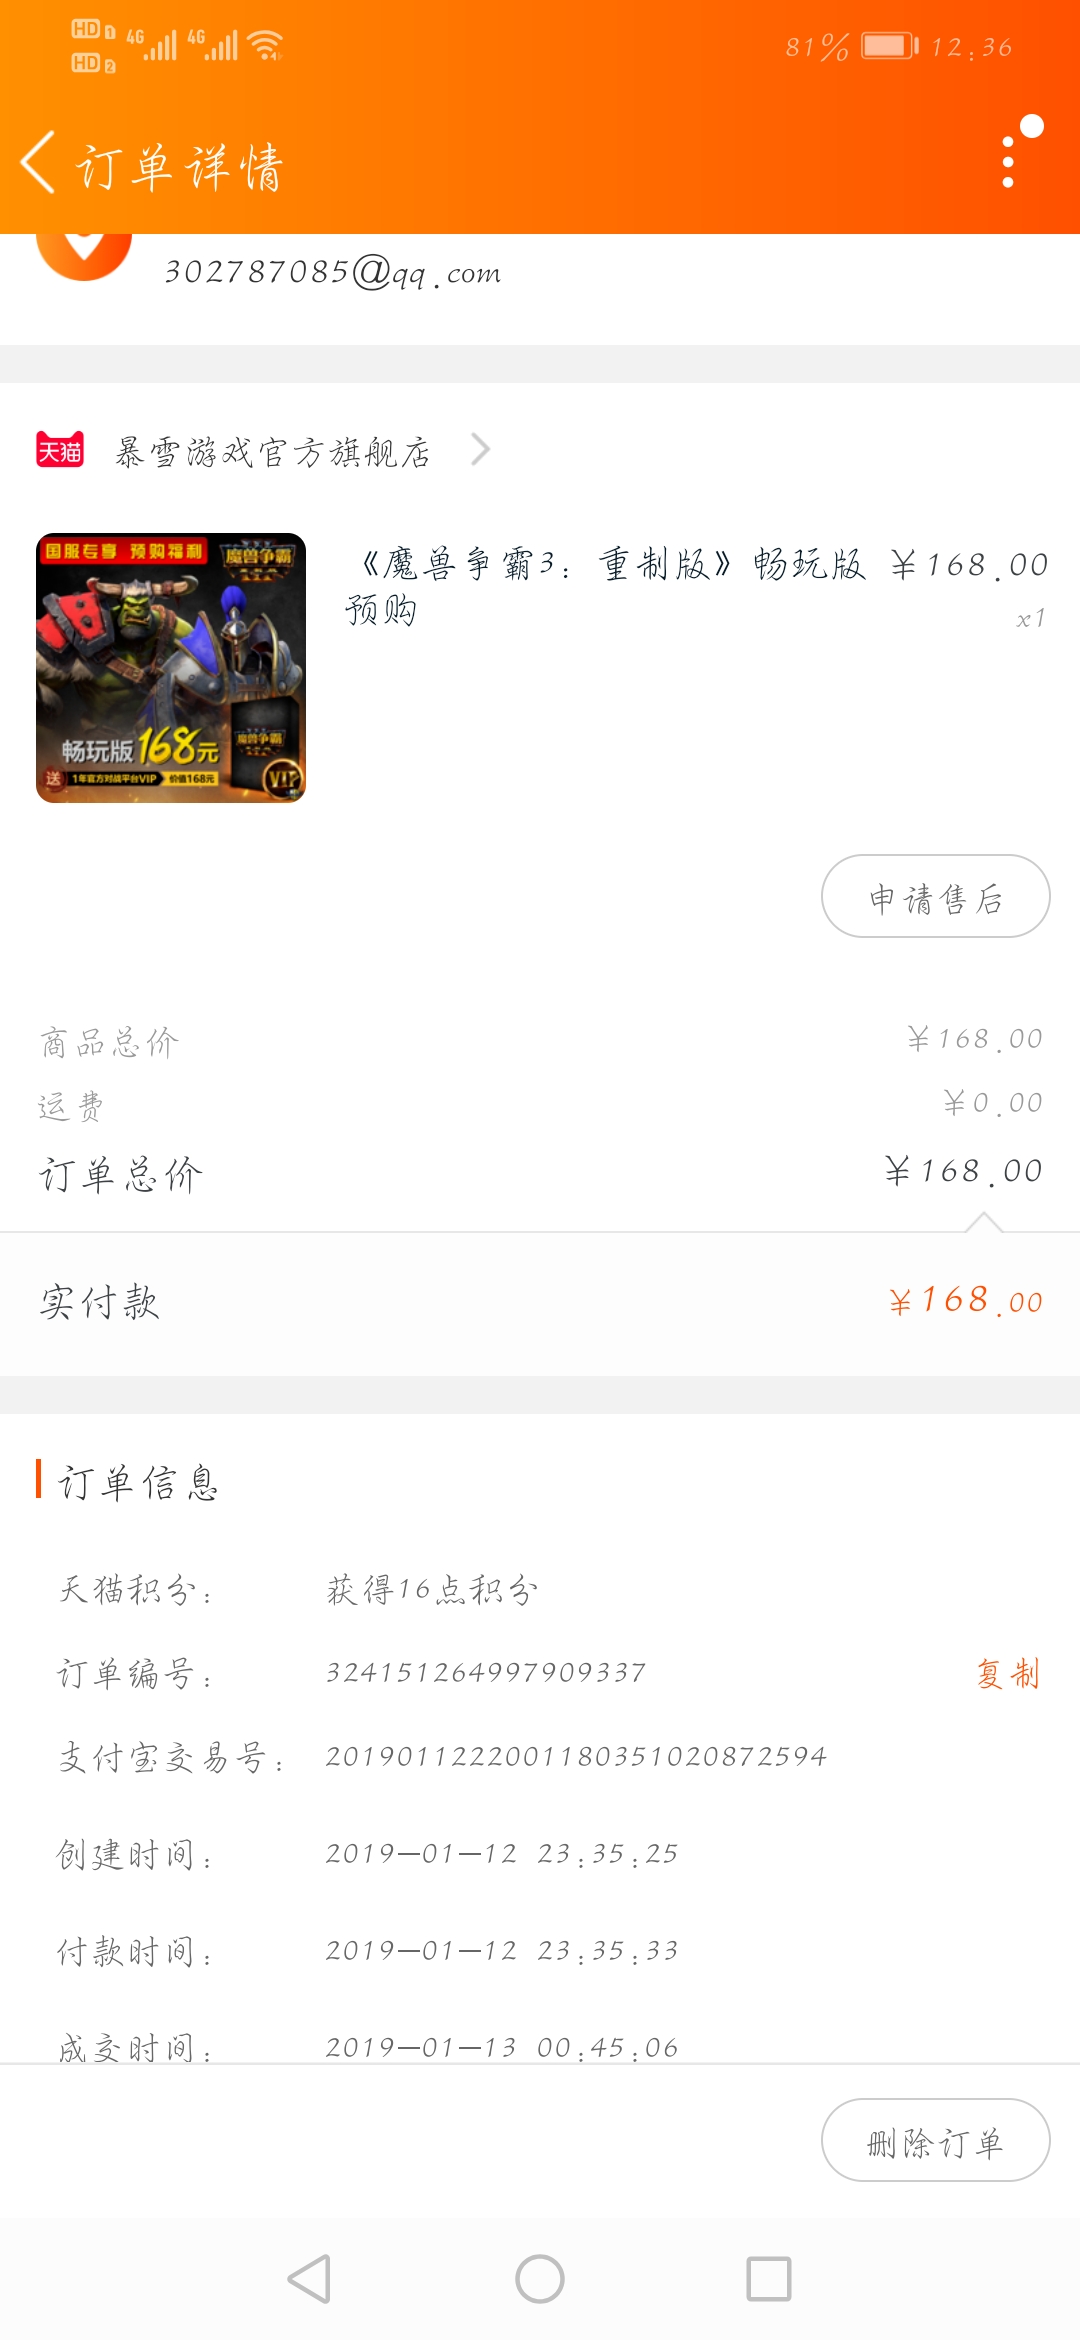 HD 1 4G 4G
HD 2
81% 12:36
订单详情
302787085@qq.com
天猫 暴雪游戏官方旗舰店
国服专享 预购福利 魔兽争霸
畅玩版168元 魔兽争霸
送 1年官方对战平台VIP 价值168元 VIP
《魔兽争霸3：重制版》畅玩版 ￥168.00
预购 x1
申请售后
商品总价 ￥168.00
运费 ￥0.00
订单总价 ￥168.00
实付款 ￥168.00
订单信息
天猫积分： 获得16点积分
订单编号： 324151264997909337 复制
支付宝交易号： 2019011222001180351020872594
创建时间： 2019-01-12 23:35:25
付款时间： 2019-01-12 23:35:33
成交时间： 2019-01-13 00:45:06
删除订单